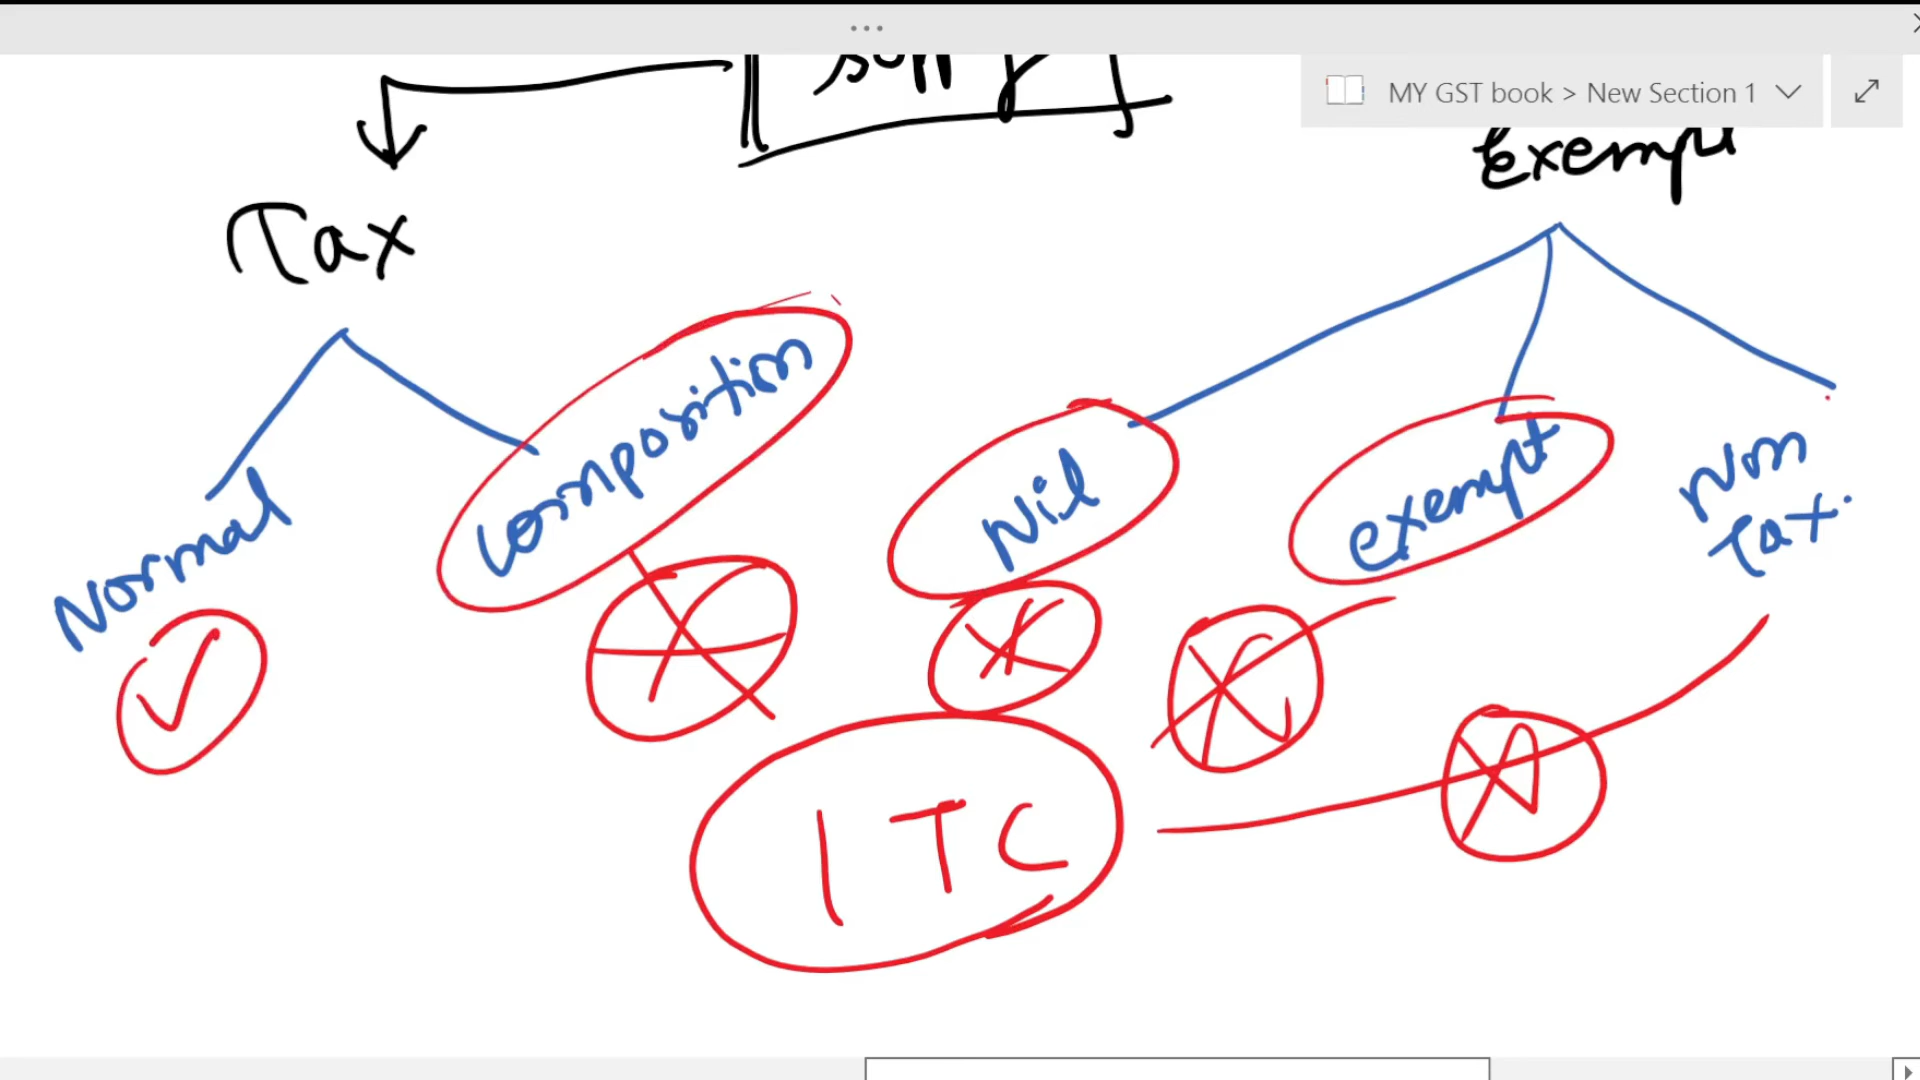 MY GST book > New Section 1
Exempt
Tax
Normal
composition
Nil
exempt
Non
Tax
ITC